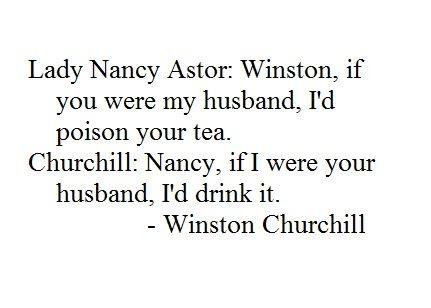 Lady Nancy Astor: Winston, if
you were my husband, I'd
poison your tea.
Churchill: Nancy, if I were your
husband, I'd drink it.
- Winston Churchill